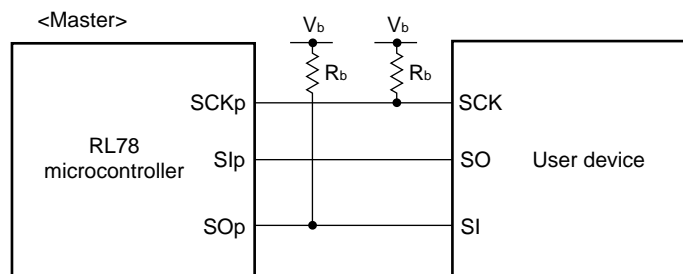 <Master>
Vb Vb
Rb Rb
SCKp SCK
RL78
microcontroller
SIp SO
User device
SOp SI